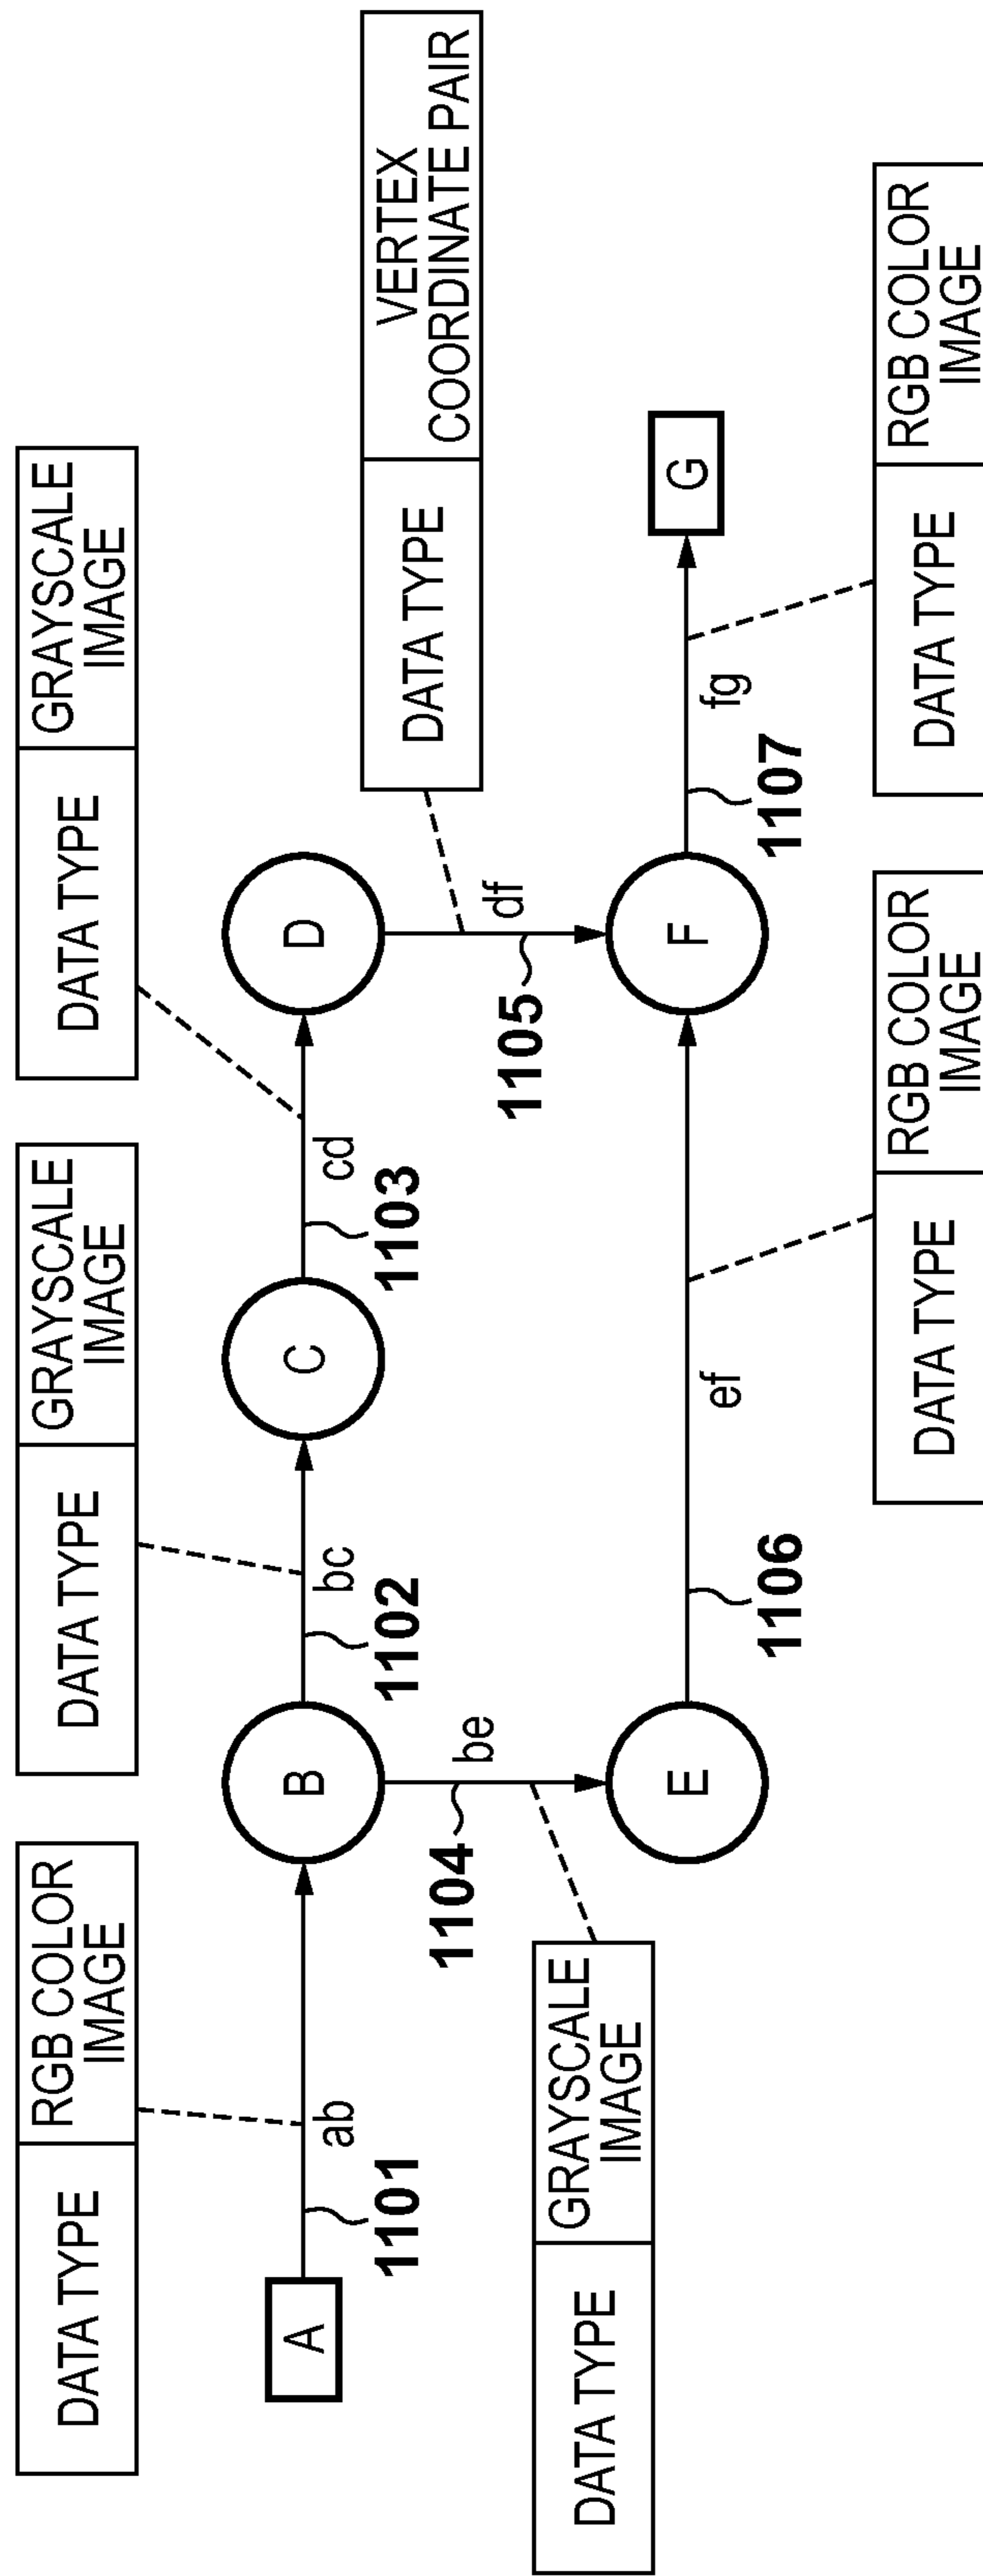 DATA TYPE
RGB COLOR
IMAGE
DATA TYPE
GRAYSCALE
IMAGE
DATA TYPE
GRAYSCALE
IMAGE
A
ab
1101
B
bc
1102
C
cd
1103
D
DATA TYPE
VERTEX
COORDINATE PAIR
be
1104
df
1105
DATA TYPE
GRAYSCALE
IMAGE
E
ef
1106
F
fg
1107
G
DATA TYPE
RGB COLOR
IMAGE
DATA TYPE
RGB COLOR
IMAGE